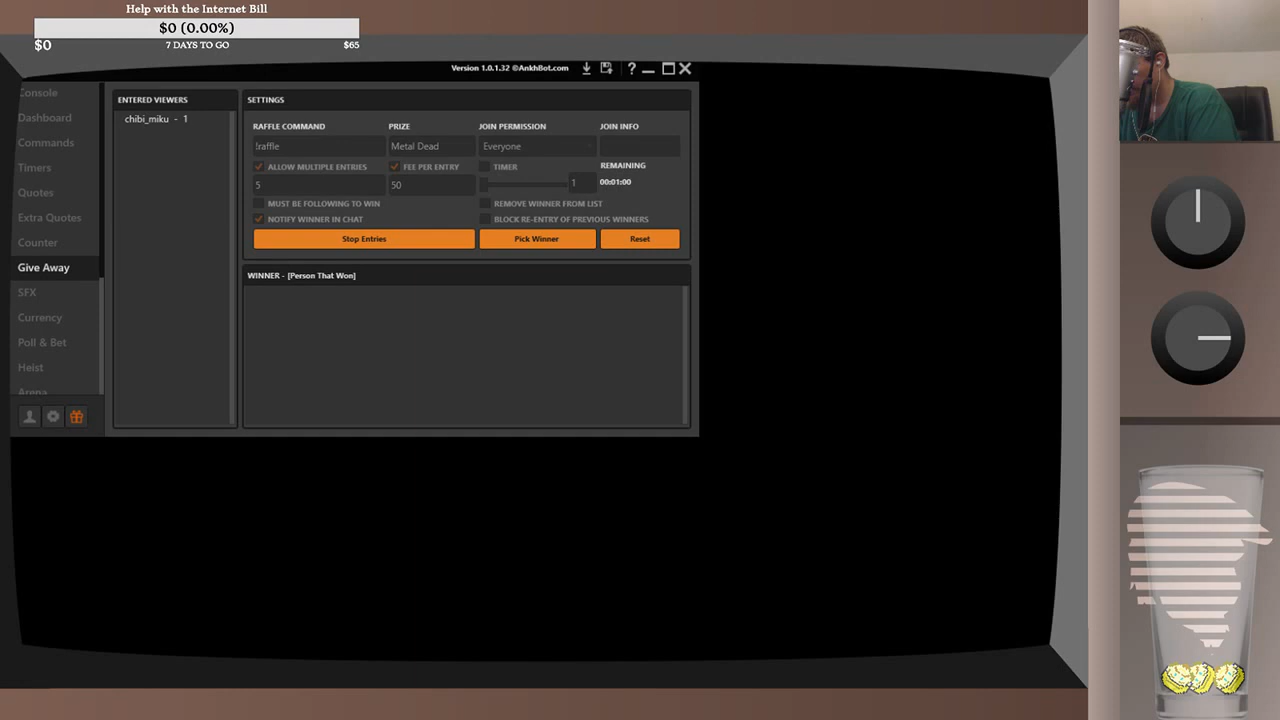 Help with the Internet Bill
$0 (0.00%)
$0 7 DAYS TO GO $65
Version 1.0.1.32 ©AnkhBot.com
Console
Dashboard
Commands
Timers
Quotes
Extra Quotes
Counter
Give Away
SFX
Currency
Poll & Bet
Heist
Arena
ENTERED VIEWERS
chibi_miku - 1
SETTINGS
RAFFLE COMMAND PRIZE JOIN PERMISSION JOIN INFO
!raffle Metal Dead Everyone
ALLOW MULTIPLE ENTRIES FEE PER ENTRY TIMER REMAINING
5 50 1 00:01:00
MUST BE FOLLOWING TO WIN REMOVE WINNER FROM LIST
NOTIFY WINNER IN CHAT BLOCK RE-ENTRY OF PREVIOUS WINNERS
Stop Entries Pick Winner Reset
WINNER - [Person That Won]